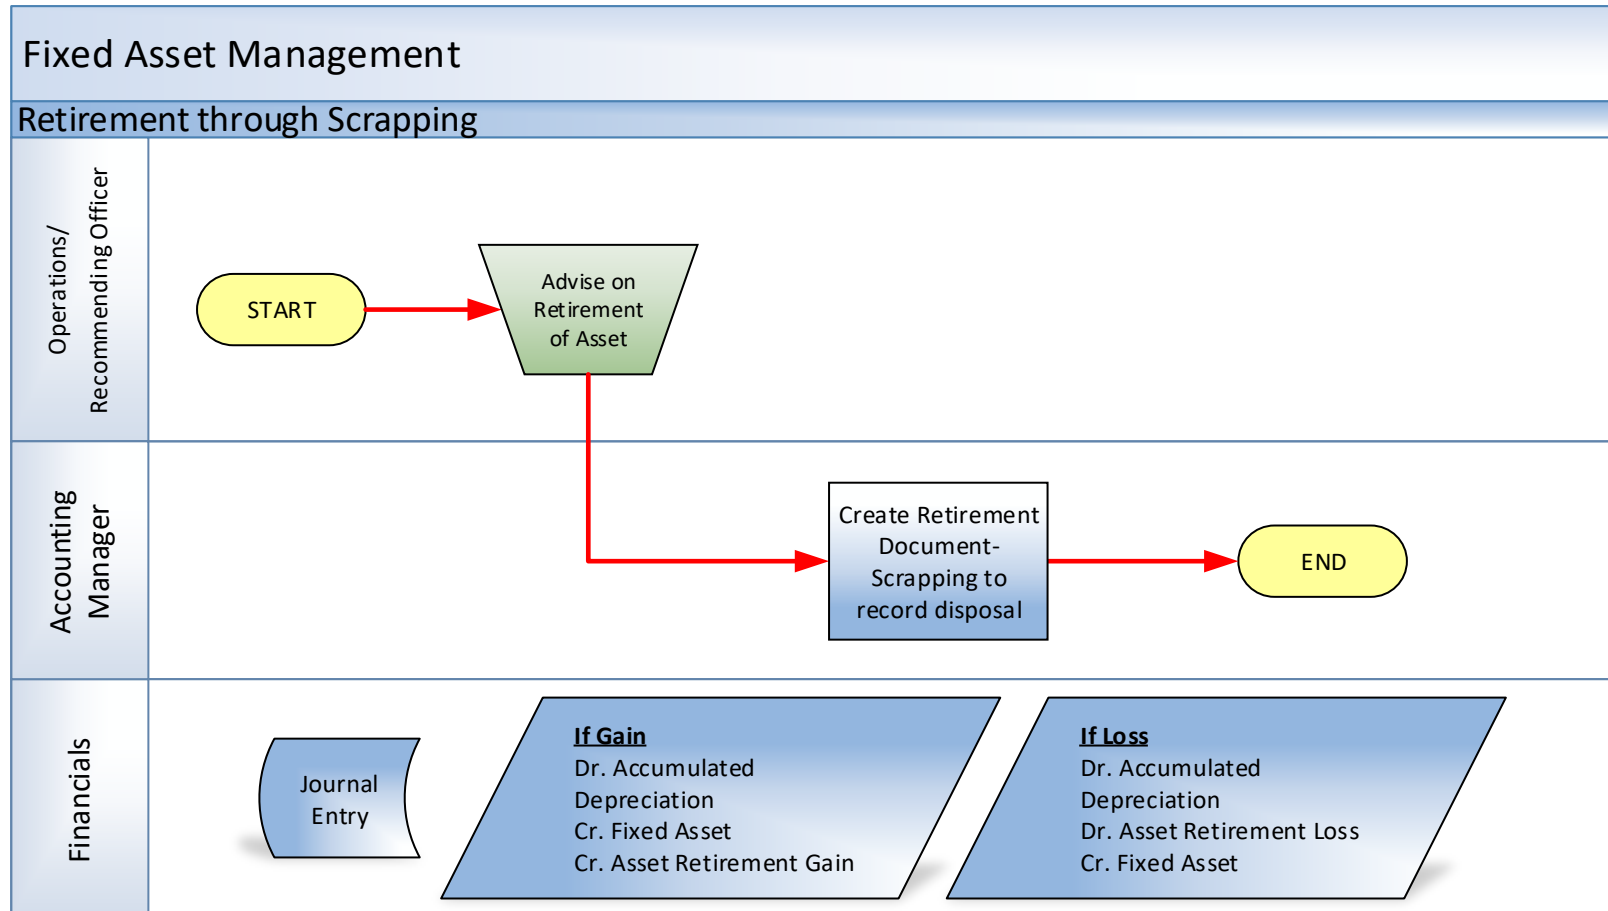 Fixed Asset Management
Retirement through Scrapping
Operations/
Recommending Officer
START
Advise on
Retirement
of Asset
Accounting
Manager
Create Retirement
Document-
Scrapping to
record disposal
END
Financials
Journal
Entry
If Gain
Dr. Accumulated
Depreciation
Cr. Fixed Asset
Cr. Asset Retirement Gain
If Loss
Dr. Accumulated
Depreciation
Dr. Asset Retirement Loss
Cr. Fixed Asset